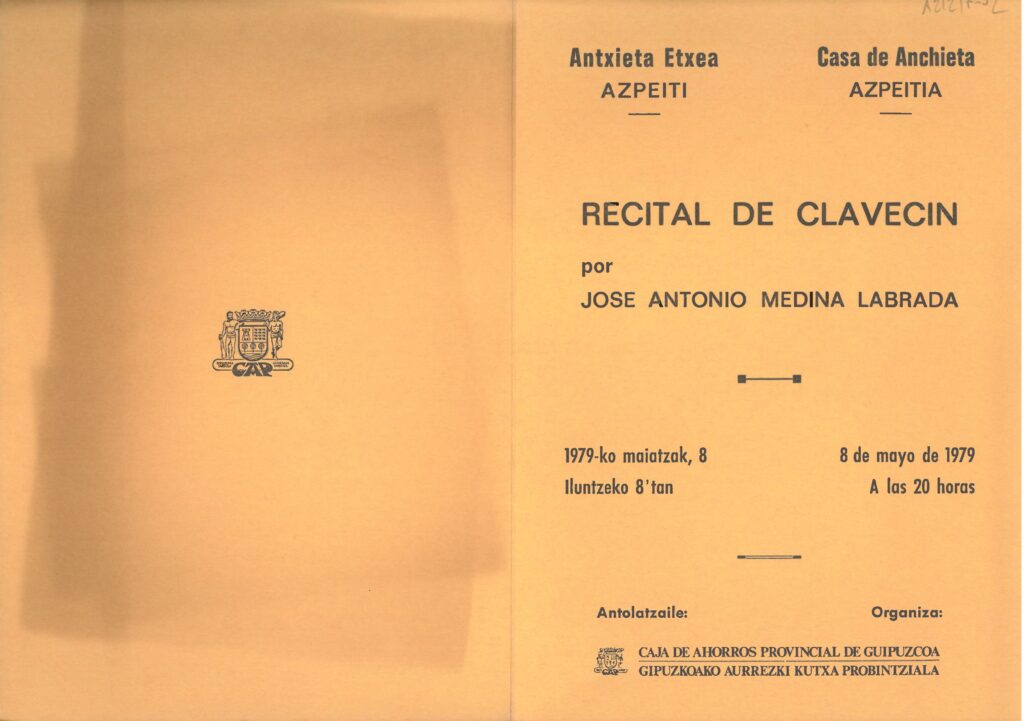 Antxieta Etxea
AZPEITI
Casa de Anchieta
AZPEITIA
RECITAL DE CLAVECIN
por
JOSE ANTONIO MEDINA LABRADA
1979-ko maiatzak, 8
Iluntzeko 8'tan
8 de mayo de 1979
A las 20 horas
Antolatzaile:
Organiza:
CAJA DE AHORROS PROVINCIAL DE GUIPUZCOA
GIPUZKOAKO AURREZKI KUTXA PROBINTZIALA
CAP
CAP